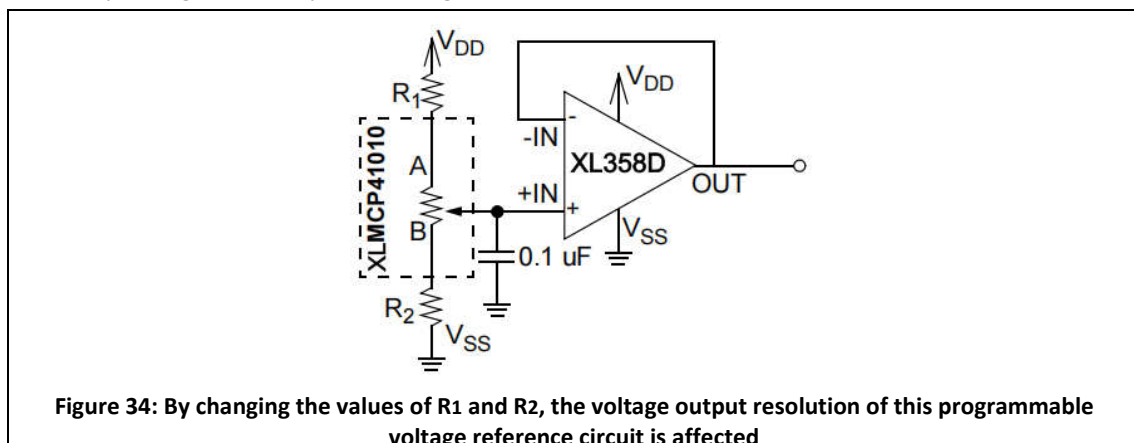 VDD
R1
VDD
-
-IN
XLMCP41010
A
XL358D
OUT
+IN
+
B
VSS
0.1 uF
R2
VSS
Figure 34: By changing the values of R1 and R2, the voltage output resolution of this programmable
voltage reference circuit is affected